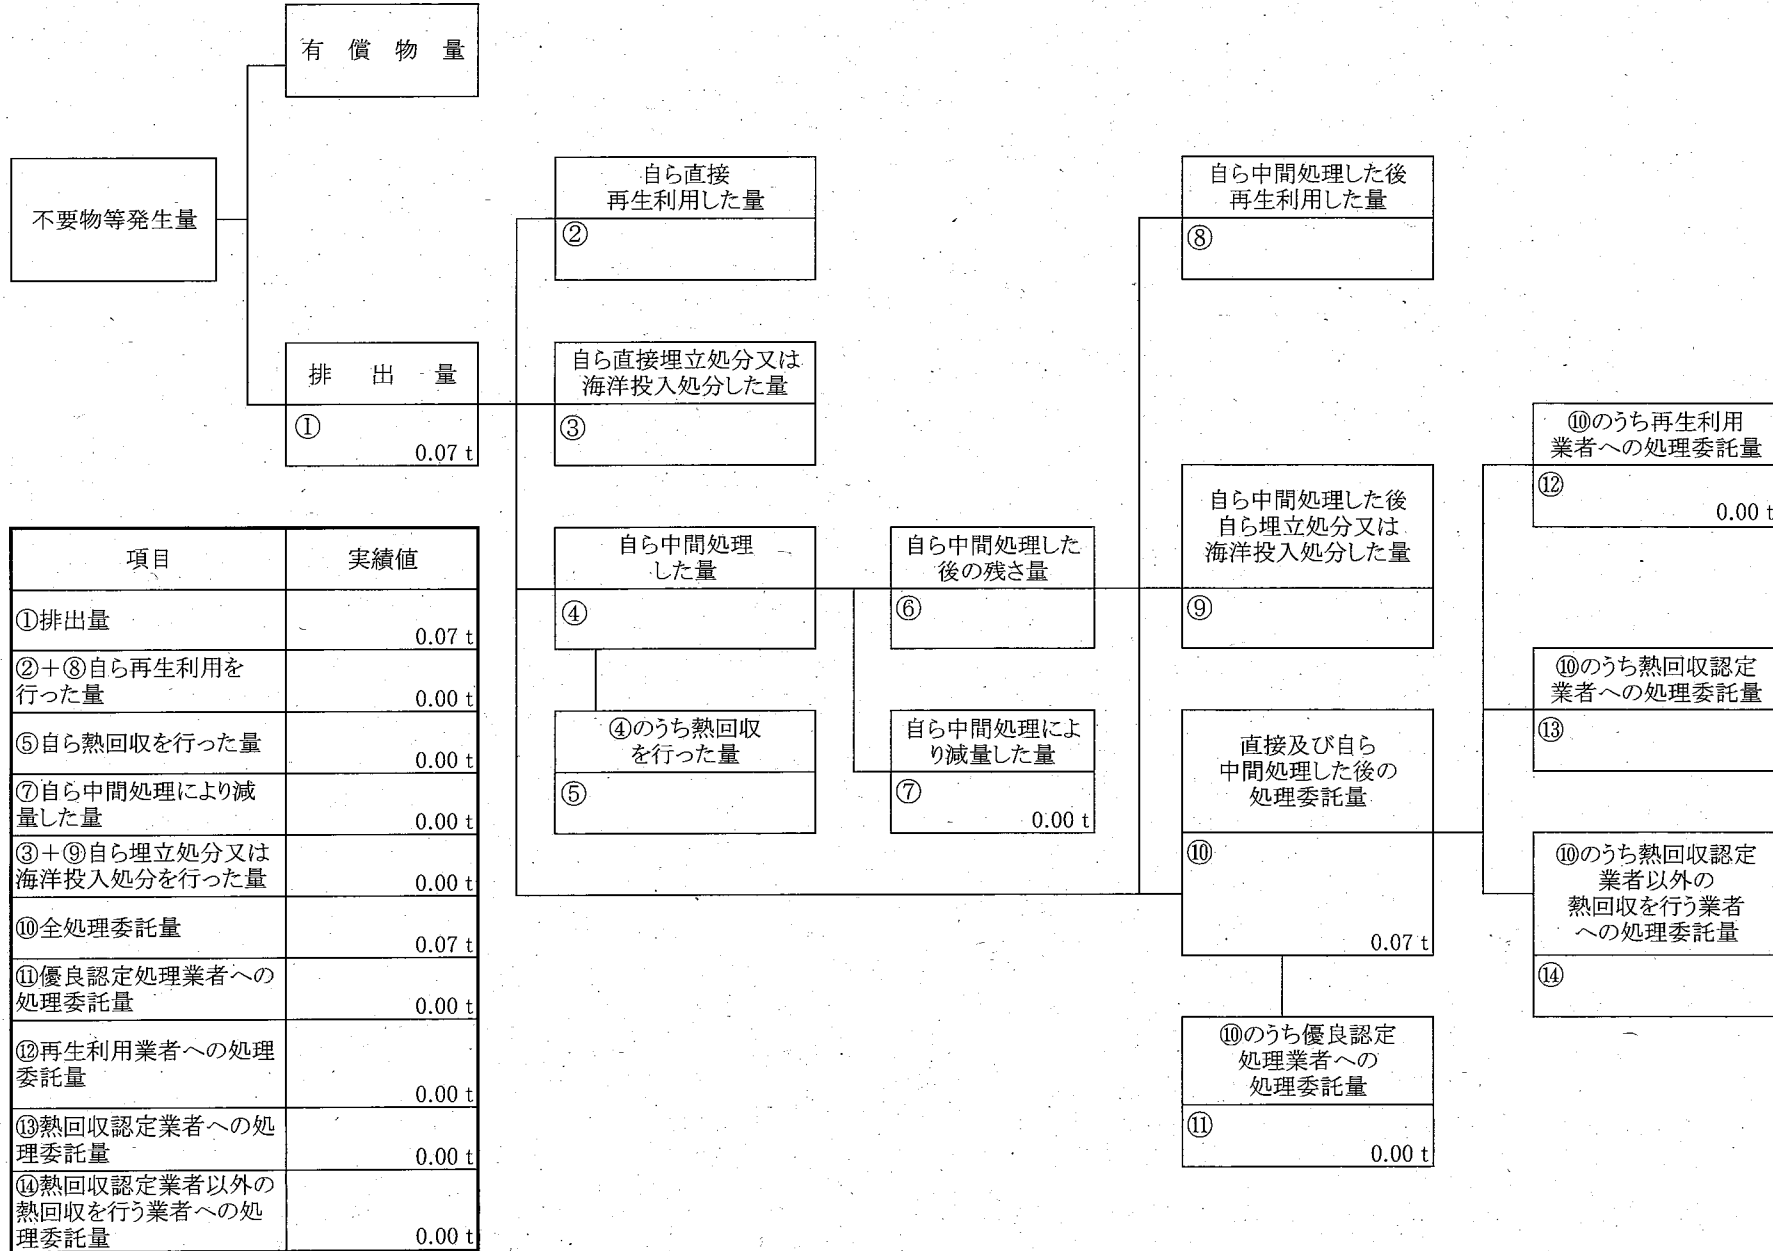 有償物量
不要物等発生量
排出量
①
0.07 t
自ら直接
再生利用した量
②
自ら直接埋立処分又は
海洋投入処分した量
③
自ら中間処理
した量
④
④のうち熱回収
を行った量
⑤
自ら中間処理した
後の残さ量
⑥
自ら中間処理によ
り減量した量
⑦
0.00 t
自ら中間処理した後
再生利用した量
⑧
自ら中間処理した後
自ら埋立処分又は
海洋投入処分した量
⑨
直接及び自ら
中間処理した後の
処理委託量
⑩
0.07 t
⑩のうち優良認定
処理業者への
処理委託量
⑪
0.00 t
⑩のうち再生利用
業者への処理委託量
⑫
0.00 t
⑩のうち熱回収認定
業者への処理委託量
⑬
⑩のうち熱回収認定
業者以外の
熱回収を行う業者
への処理委託量
⑭
項目 実績値
①排出量
0.07 t
②+⑧自ら再生利用を
行った量
0.00 t
⑤自ら熱回収を行った量
0.00 t
⑦自ら中間処理により減
量した量
0.00 t
③+⑨自ら埋立処分又は
海洋投入処分を行った量
0.00 t
⑩全処理委託量
0.07 t
⑪優良認定処理業者への
処理委託量
0.00 t
⑫再生利用業者への処理
委託量
0.00 t
⑬熱回収認定業者への処
理委託量
0.00 t
⑭熱回収認定業者以外の
熱回収を行う業者への処
理委託量
0.00 t